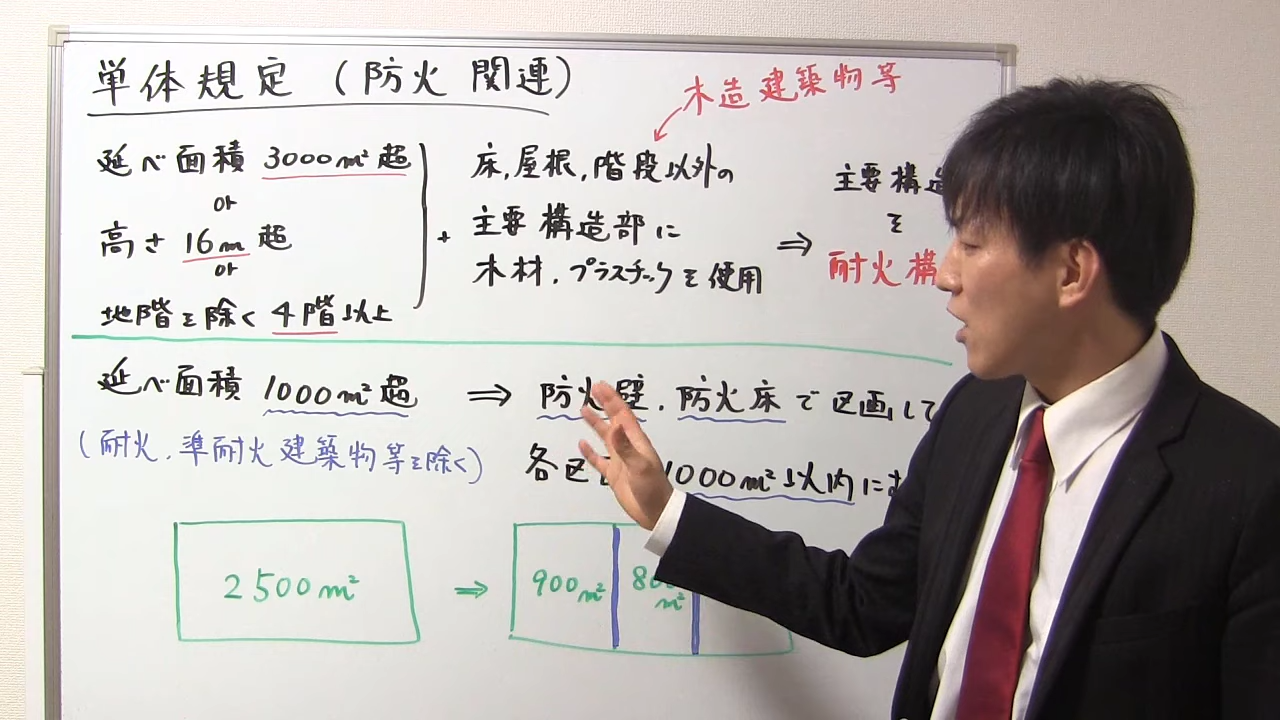 単体規定 (防火関連)
木造建築物等
延べ面積 3000m²超
or
高さ 16m超
or
地階を除く 4階以上
+
床,屋根,階段以外の
主要構造部に
木材.プラスチックを使用
⇒
主要構造
を
耐火構
延べ面積 1000m²超 ⇒ 防火壁.防火床で区画して
(耐火.準耐火建築物等を除く)
各区 1000m²以内に
2500m² ⇒ 900m² 800m²